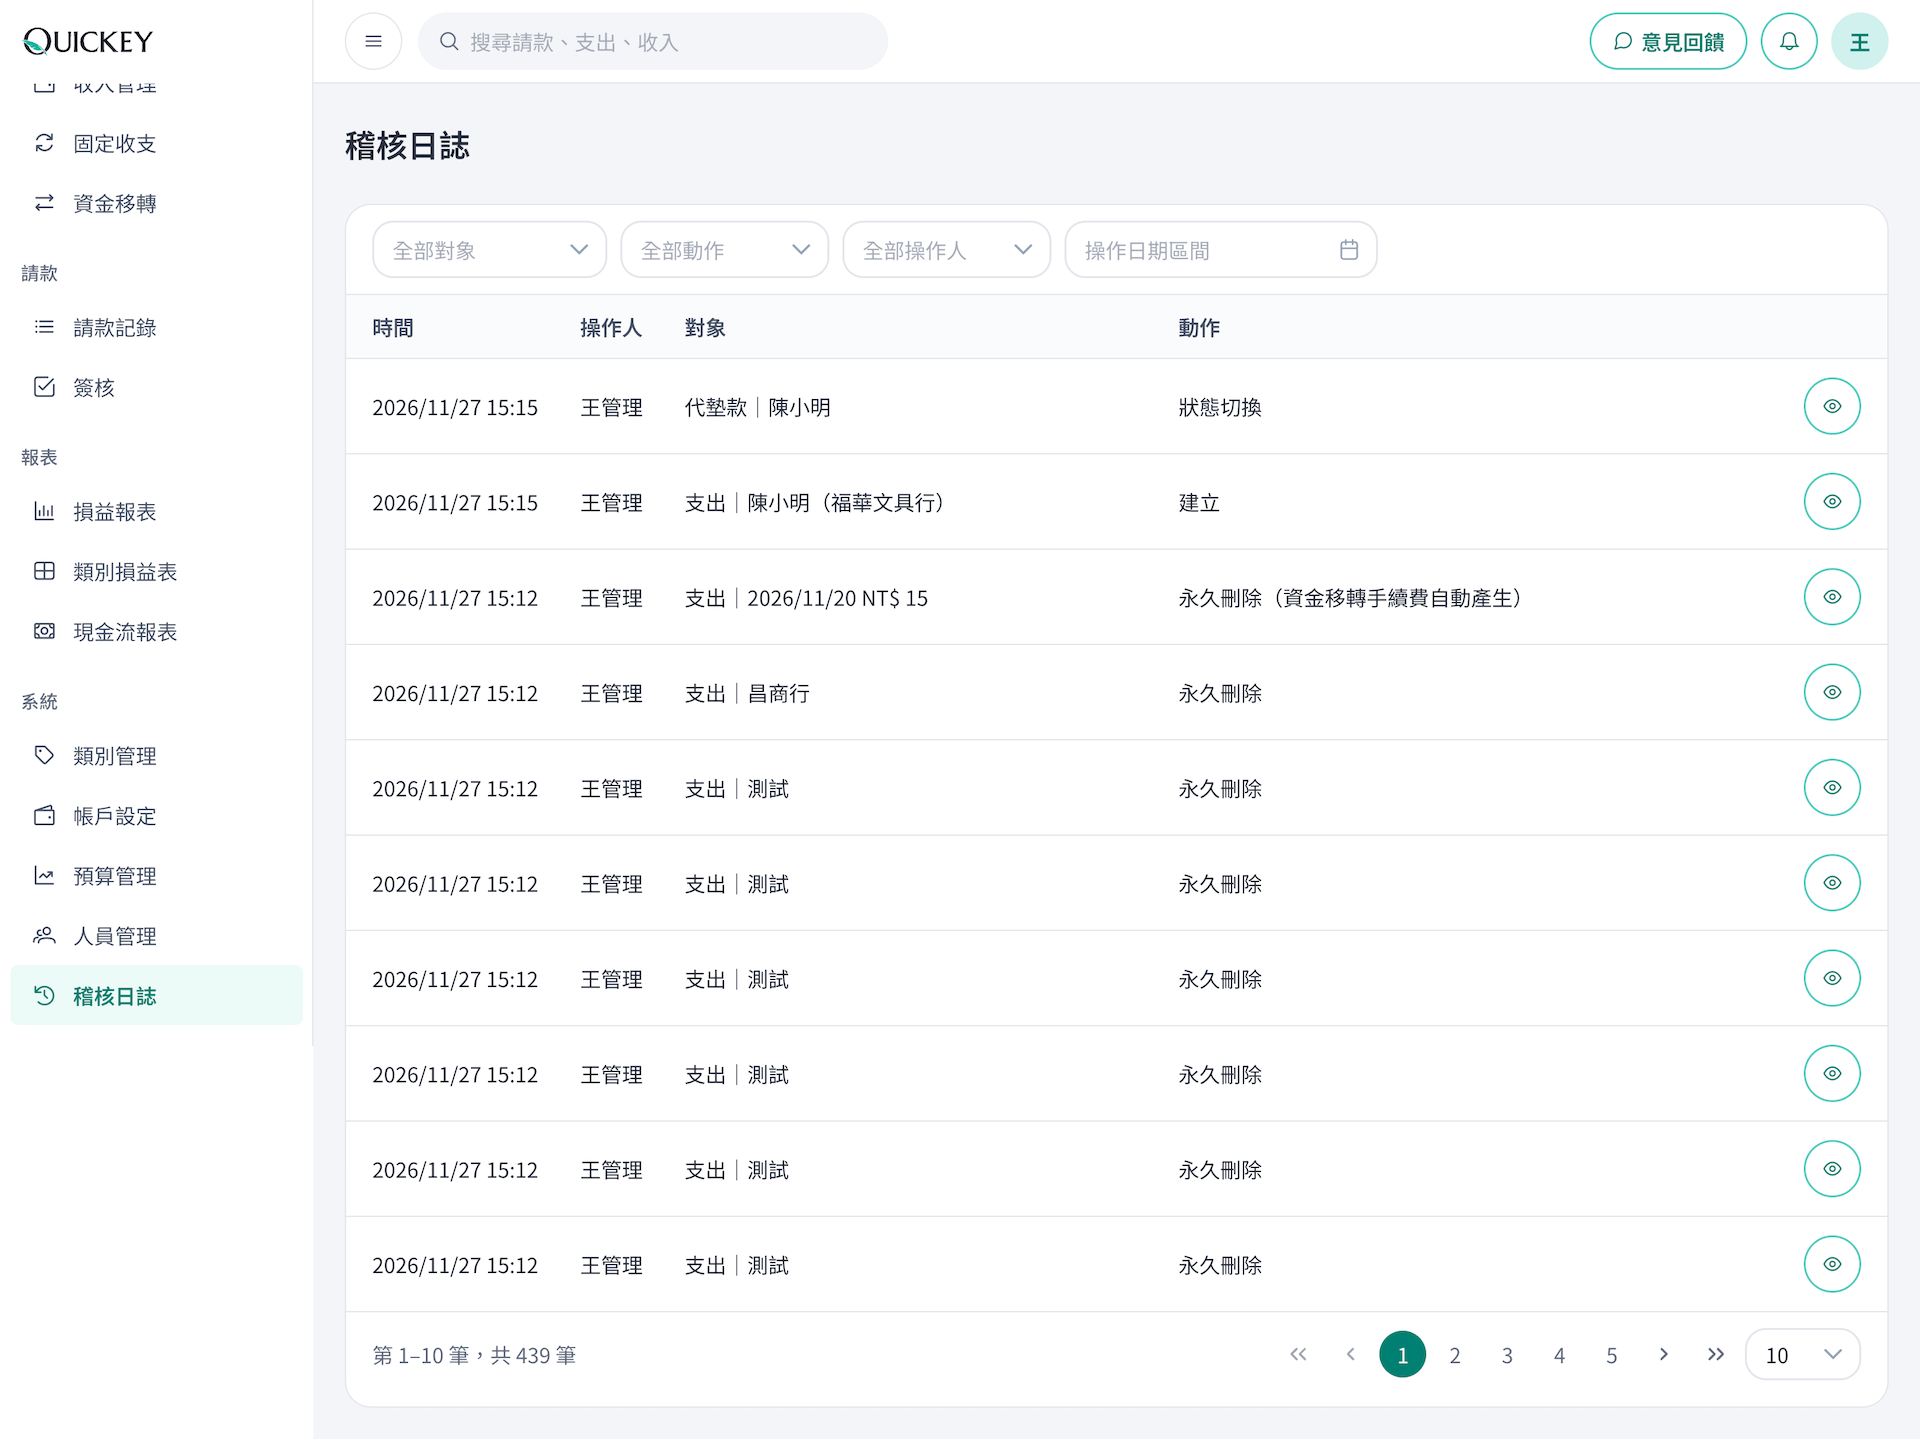 QUICKEY
搜尋請款、支出、收入
意見回饋
王
收入管理
固定收支
資金移轉
請款
請款記錄
簽核
報表
損益報表
類別損益表
現金流報表
系統
類別管理
帳戶設定
預算管理
人員管理
稽核日誌
稽核日誌
全部對象 全部動作 全部操作人 操作日期區間
時間 操作人 對象 動作
2026/11/27 15:15 王管理 代墊款｜陳小明 狀態切換
2026/11/27 15:15 王管理 支出｜陳小明（福華文具行） 建立
2026/11/27 15:12 王管理 支出｜2026/11/20 NT$ 15 永久刪除（資金移轉手續費自動產生）
2026/11/27 15:12 王管理 支出｜昌商行 永久刪除
2026/11/27 15:12 王管理 支出｜測試 永久刪除
2026/11/27 15:12 王管理 支出｜測試 永久刪除
2026/11/27 15:12 王管理 支出｜測試 永久刪除
2026/11/27 15:12 王管理 支出｜測試 永久刪除
2026/11/27 15:12 王管理 支出｜測試 永久刪除
2026/11/27 15:12 王管理 支出｜測試 永久刪除
第 1–10 筆，共 439 筆
1 2 3 4 5 10